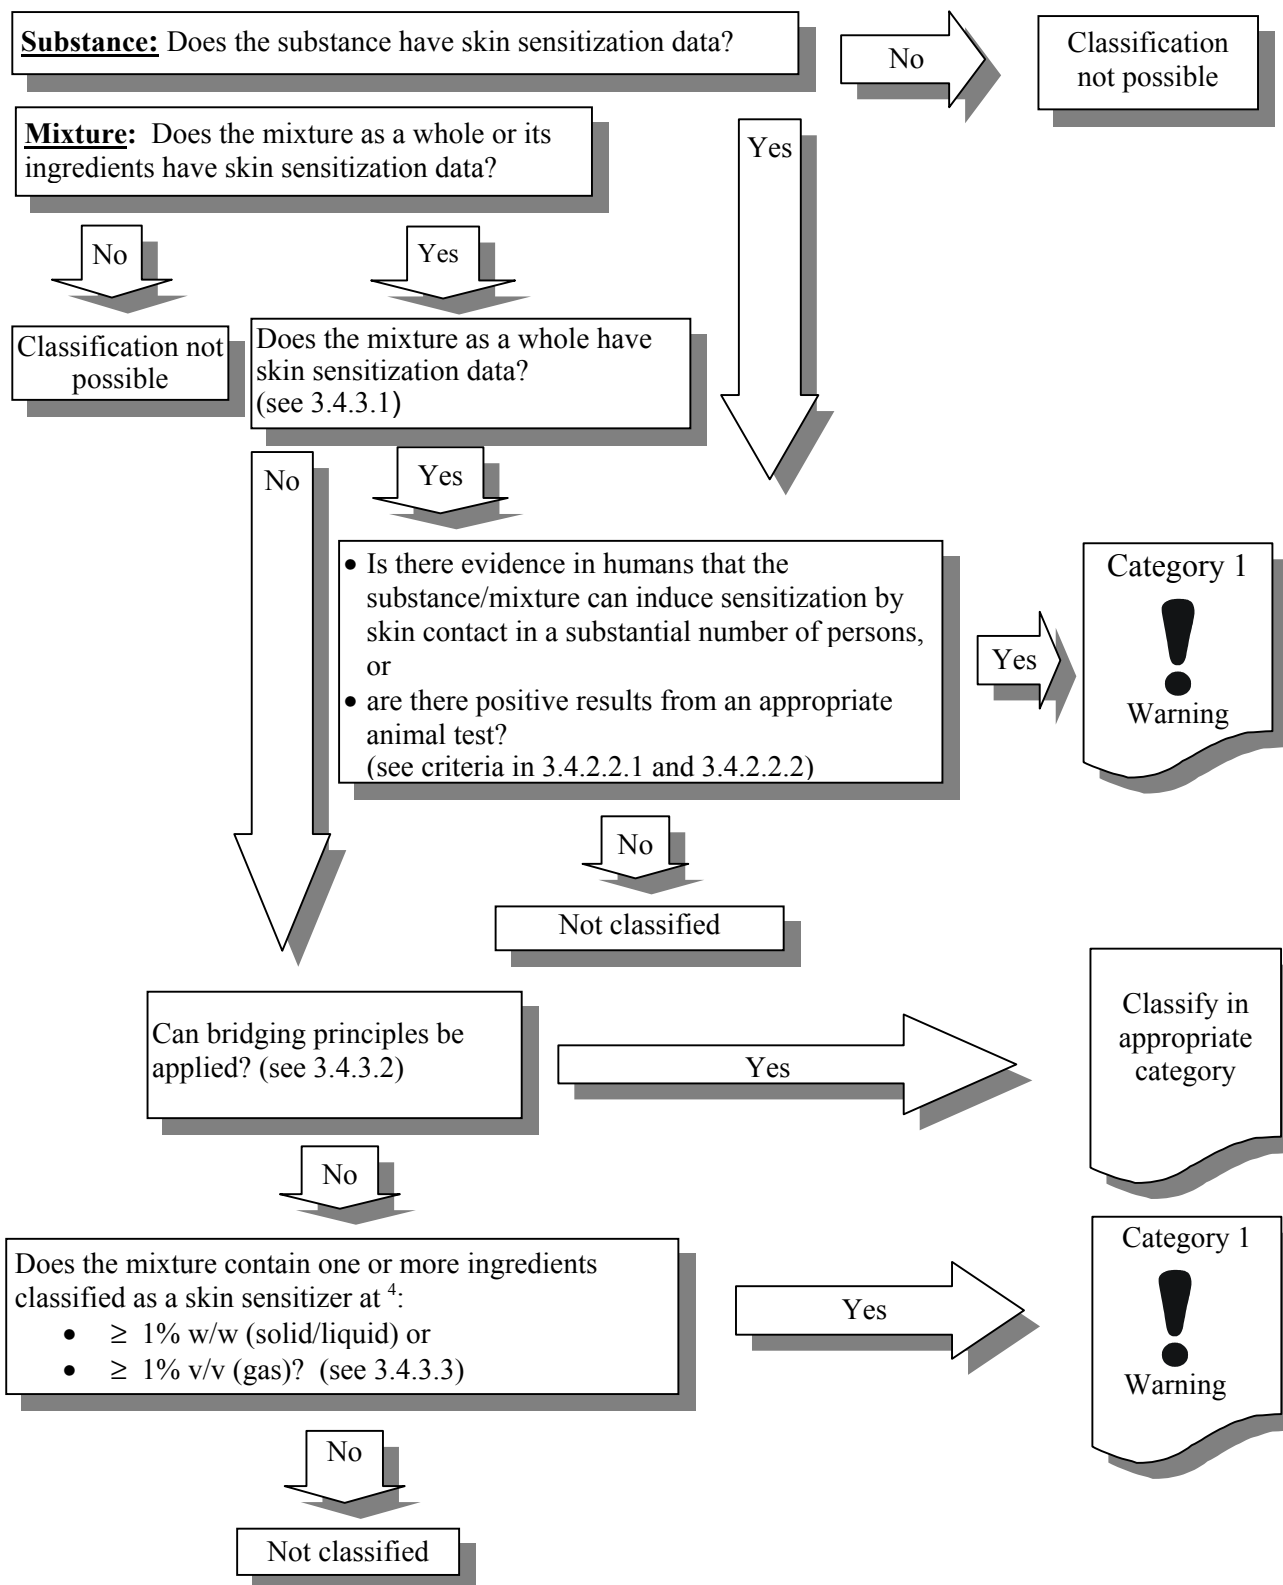 Substance: Does the substance have skin sensitization data?
No
Classification
not possible
Mixture: Does the mixture as a whole or its
ingredients have skin sensitization data?
Yes
No
Yes
Classification not
possible
Does the mixture as a whole have
skin sensitization data?
(see 3.4.3.1)
No
Yes
• Is there evidence in humans that the
substance/mixture can induce sensitization by
skin contact in a substantial number of persons,
or
• are there positive results from an appropriate
animal test?
(see criteria in 3.4.2.2.1 and 3.4.2.2.2)
Yes
Category 1
Warning
No
Not classified
Can bridging principles be
applied? (see 3.4.3.2)
Yes
Classify in
appropriate
category
No
Does the mixture contain one or more ingredients
classified as a skin sensitizer at ⁴:
• ≥ 1% w/w (solid/liquid) or
• ≥ 1% v/v (gas)? (see 3.4.3.3)
Yes
Category 1
Warning
No
Not classified